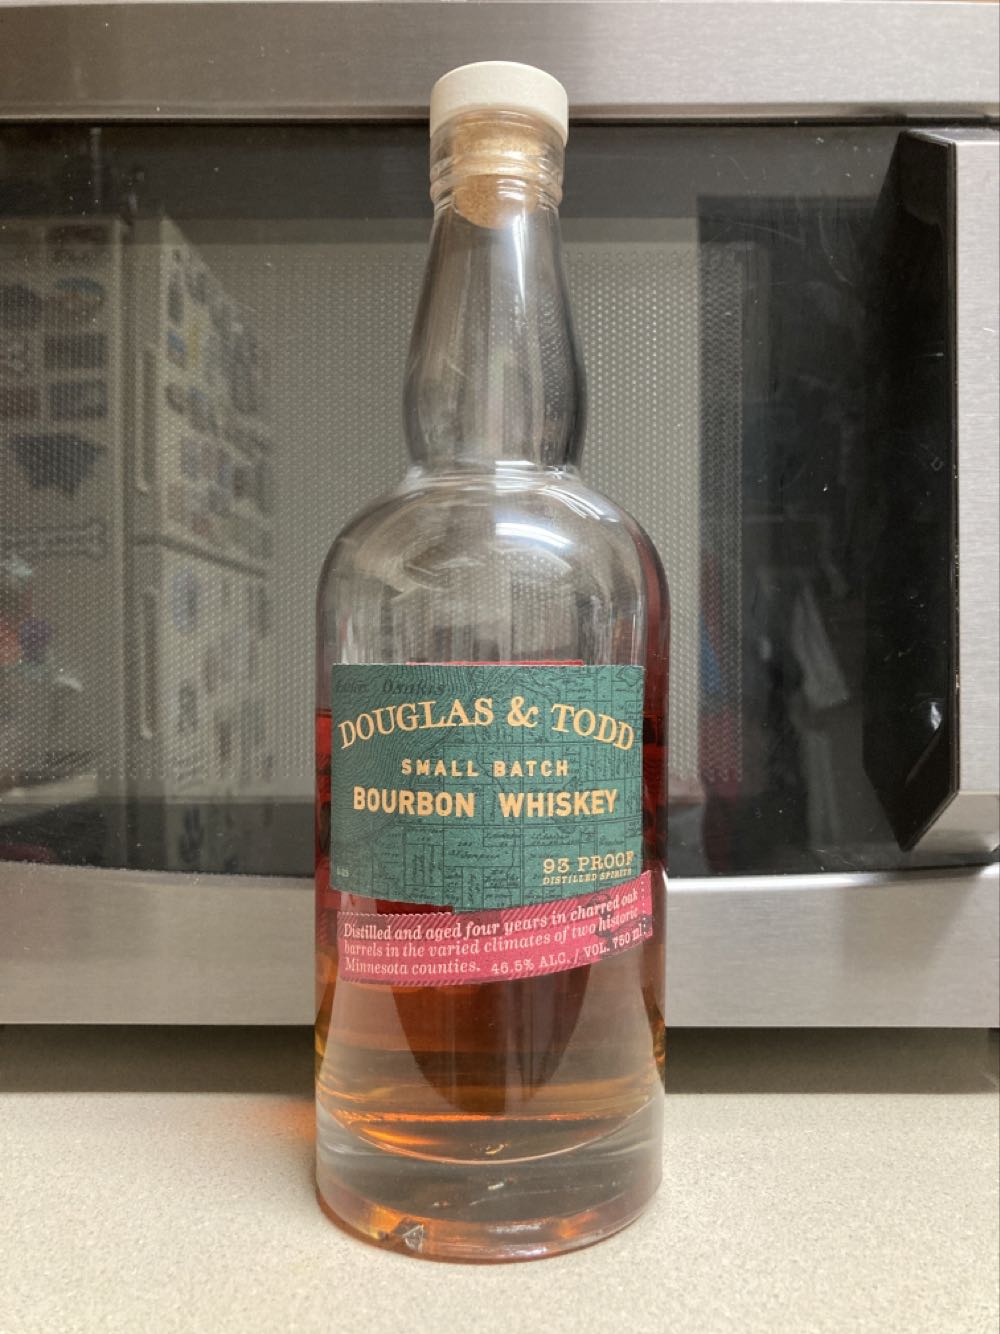 Osakis
DOUGLAS & TODD
SMALL BATCH
BOURBON WHISKEY
93 PROOF
DISTILLED SPIRITS
Distilled and aged four years in charred oak
barrels in the varied climates of two historic
Minnesota counties. 46.5% ALC. / VOL. 750 ml